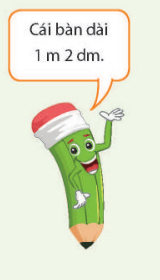 Cái bàn dài
1 m 2 dm.